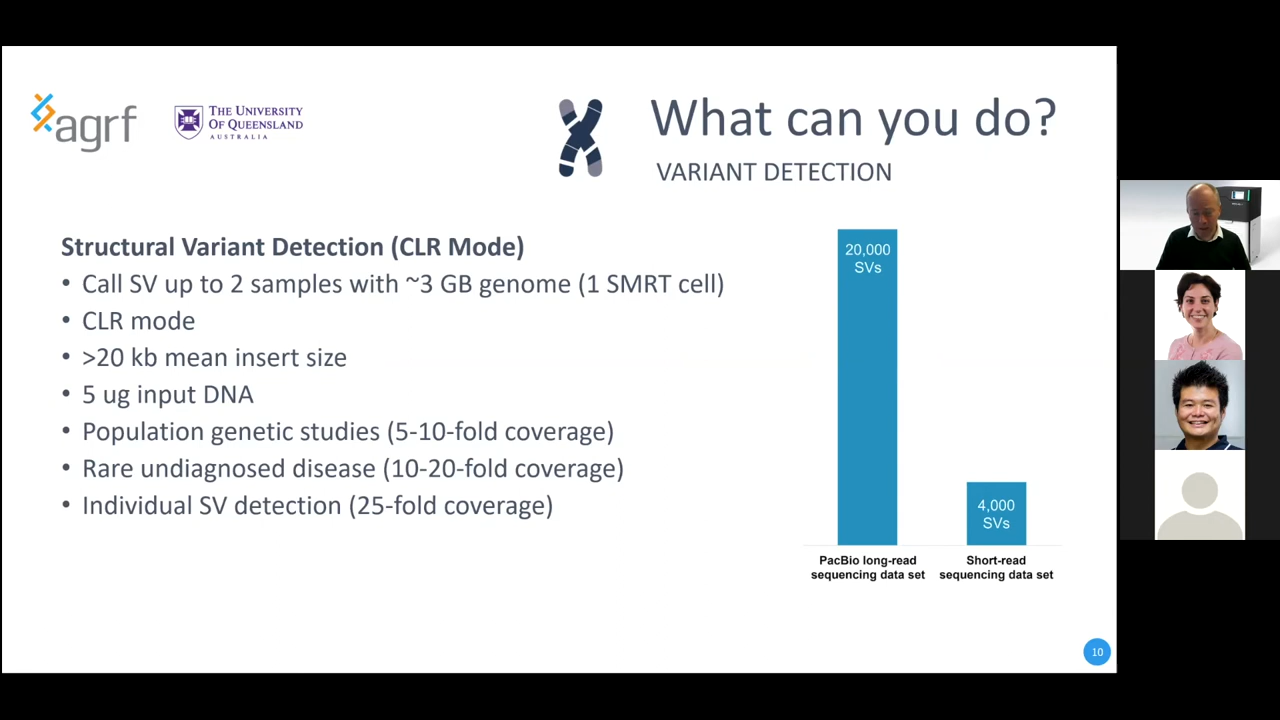 agrf
THE UNIVERSITY
OF QUEENSLAND
AUSTRALIA
What can you do?
VARIANT DETECTION
Structural Variant Detection (CLR Mode)
• Call SV up to 2 samples with ~3 GB genome (1 SMRT cell)
• CLR mode
• >20 kb mean insert size
• 5 ug input DNA
• Population genetic studies (5-10-fold coverage)
• Rare undiagnosed disease (10-20-fold coverage)
• Individual SV detection (25-fold coverage)
20,000
SVs
4,000
SVs
PacBio long-read
sequencing data set
Short-read
sequencing data set
10